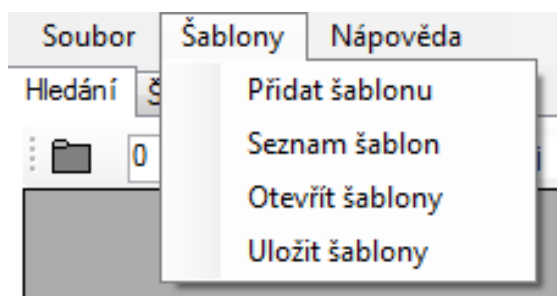 Soubor Šablony Nápověda
Hledání
Přidat šablonu
0 Seznam šablon
Otevřít šablony
Uložit šablony